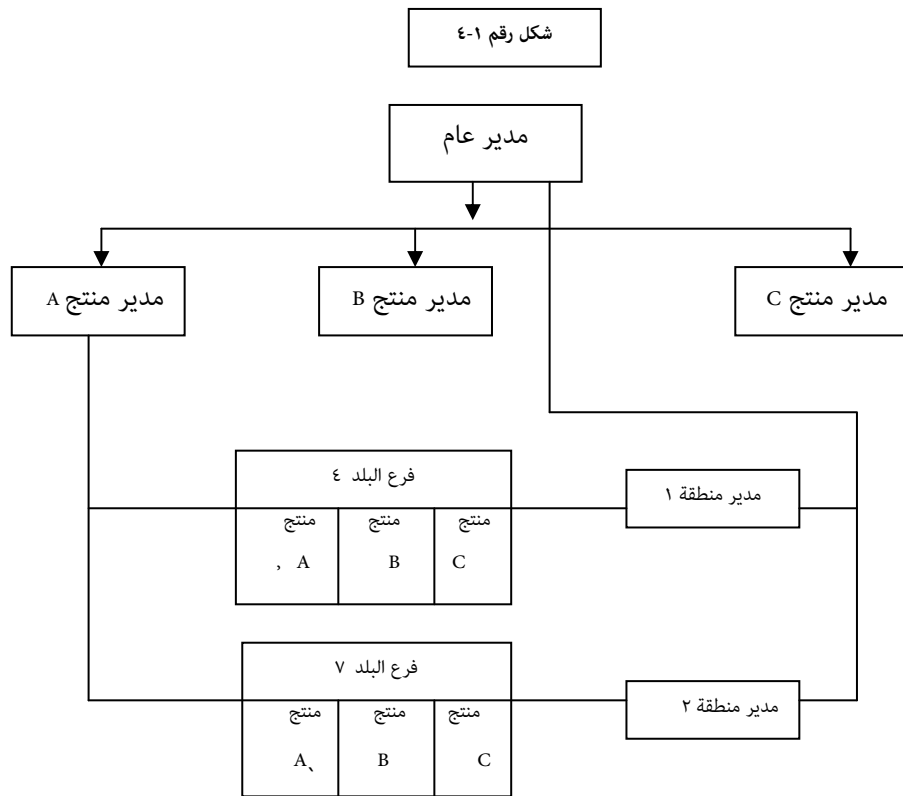 شكل رقم ١-٤
مدير عام
مدير منتج A
مدير منتج B
مدير منتج C
فرع البلد ٤
منتج A ,
منتج B
منتج C
مدير منطقة ١
فرع البلد ٧
منتج A、
منتج B
منتج C
مدير منطقة ٢